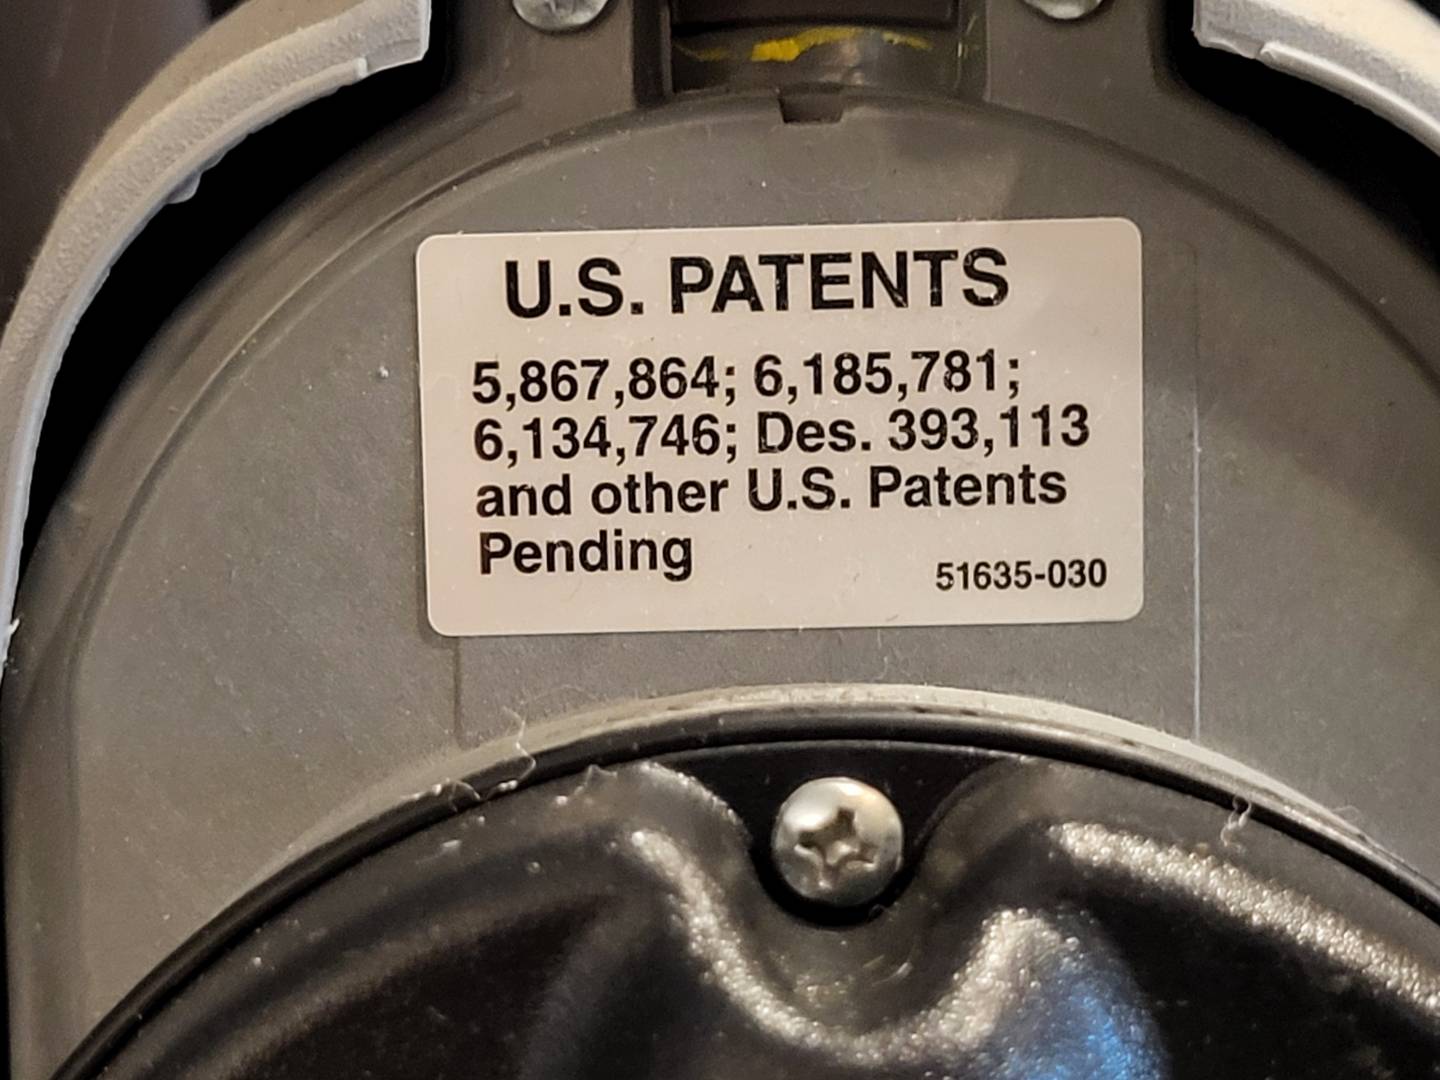 U.S. PATENTS
5,867,864; 6,185,781;
6,134,746; Des. 393,113
and other U.S. Patents
Pending
51635-030